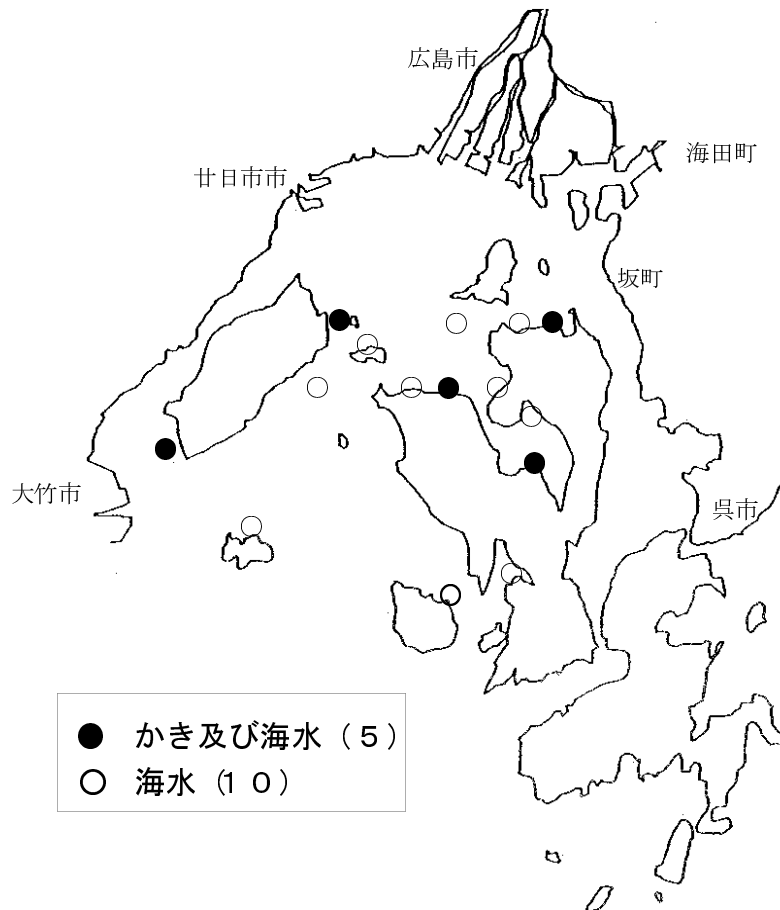 広島市
海田町
廿日市市
坂町
大竹市
呉市
● かき及び海水（５）
○ 海水（１０）